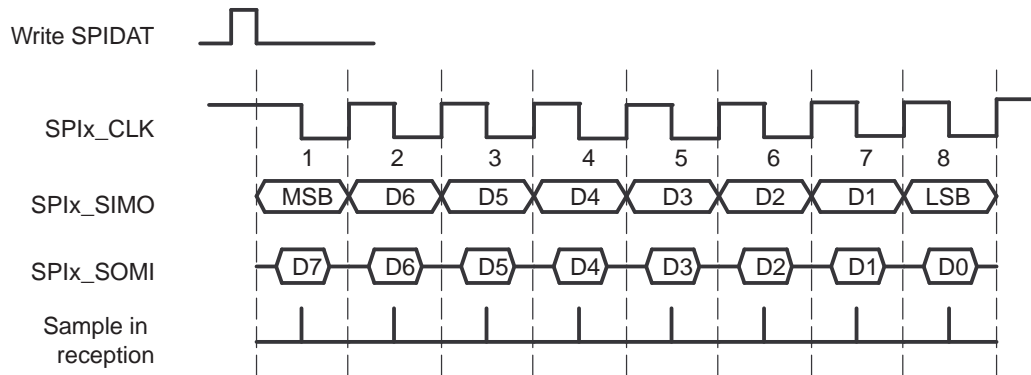 Write SPIDAT
SPIx_CLK
1 2 3 4 5 6 7 8
SPIx_SIMO
MSB D6 D5 D4 D3 D2 D1 LSB
SPIx_SOMI
D7 D6 D5 D4 D3 D2 D1 D0
Sample in
reception